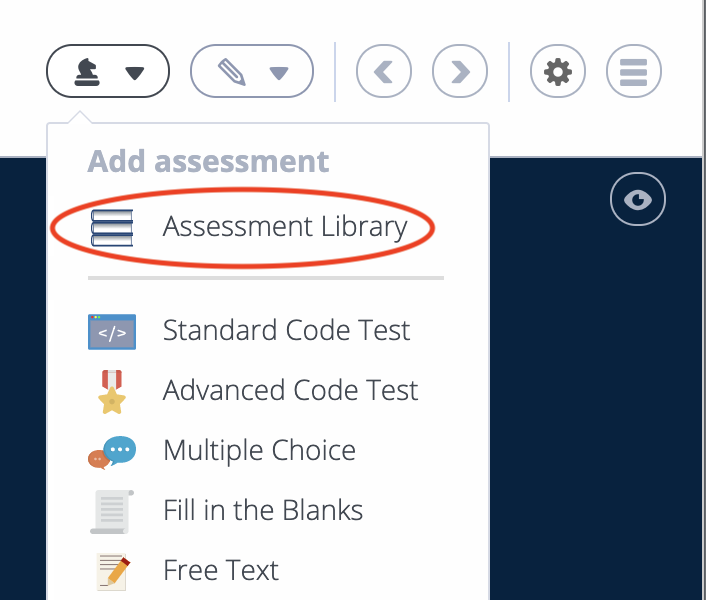 Add assessment
Assessment Library
</>
Standard Code Test
Advanced Code Test
Multiple Choice
Fill in the Blanks
Free Text